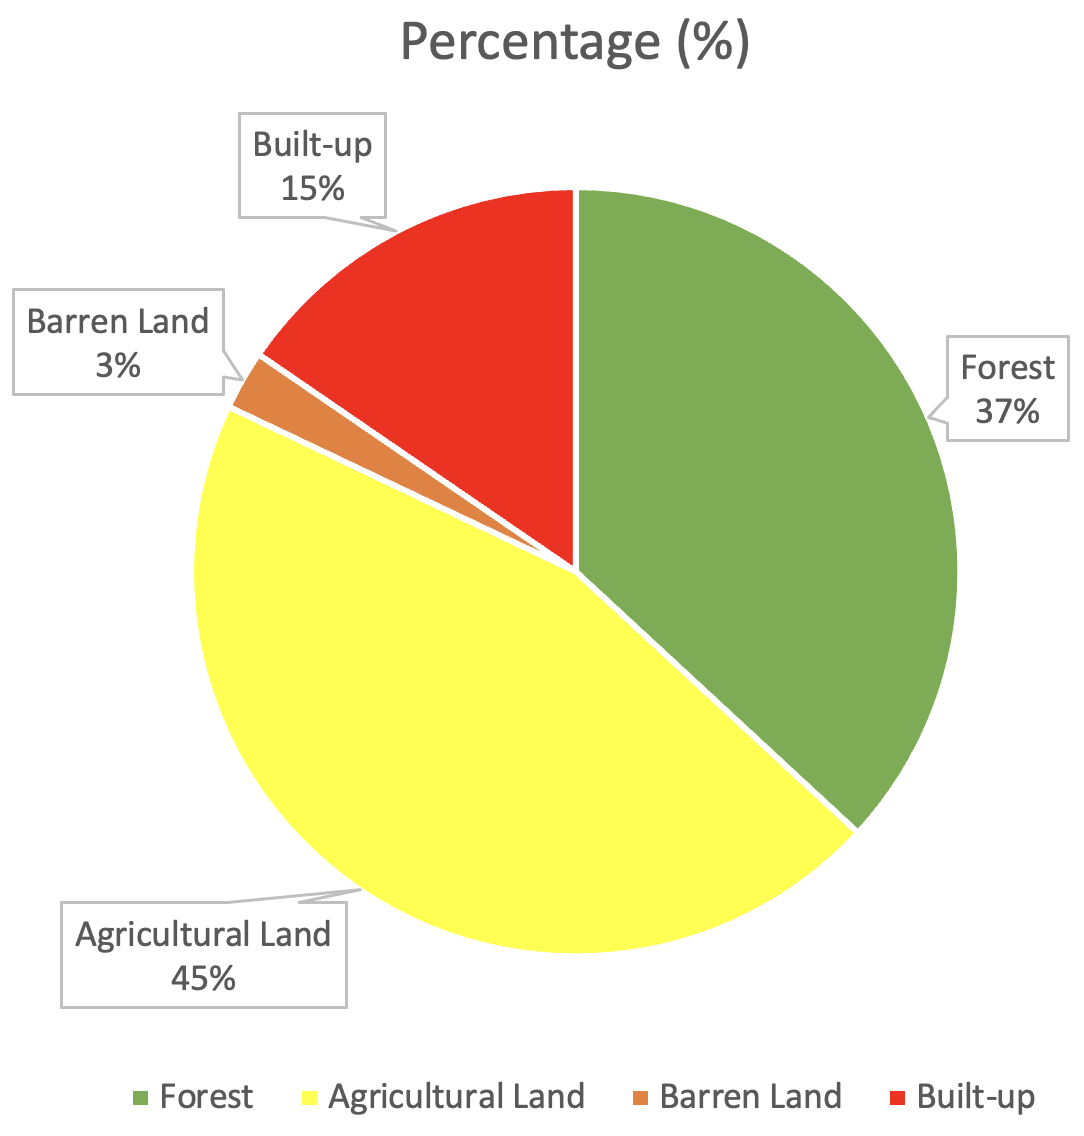 Percentage (%)
Built-up
15%
Barren Land
3%
Forest
37%
Agricultural Land
45%
Forest
Agricultural Land
Barren Land
Built-up